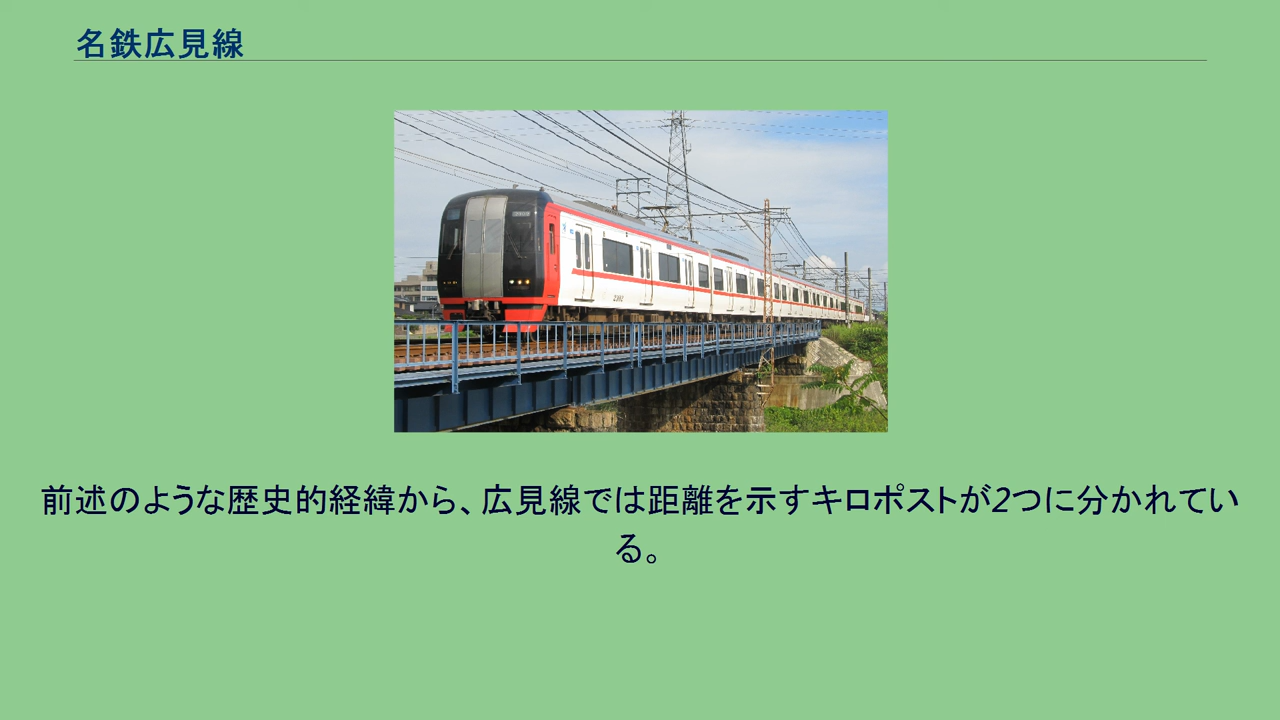 名鉄広見線
前述のような歴史的経緯から、広見線では距離を示すキロポストが2つに分かれてい
る。